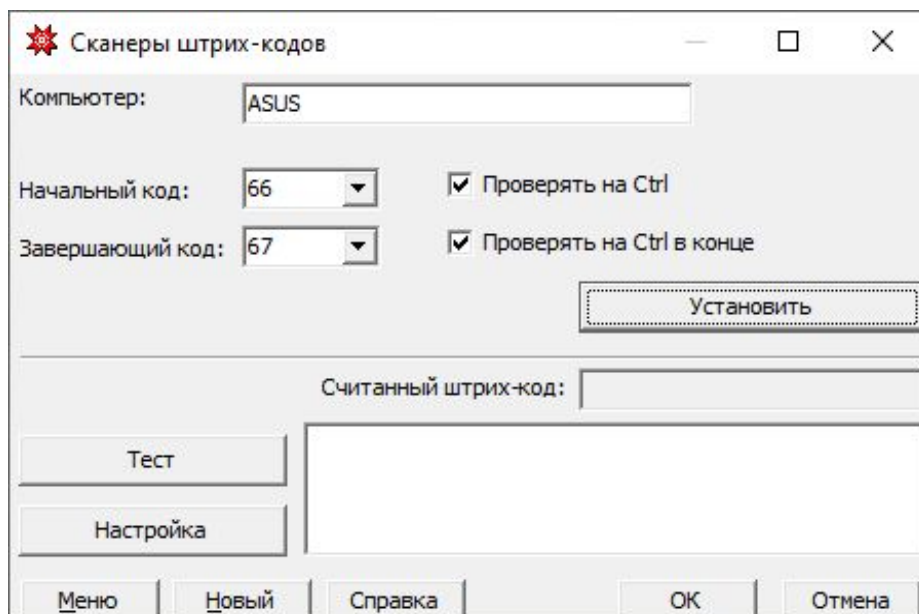 Сканеры штрих-кодов
Компьютер: ASUS
Начальный код: 66 Проверять на Ctrl
Завершающий код: 67 Проверять на Ctrl в конце
Установить
Считанный штрих-код:
Тест
Настройка
Меню Новый Справка ОК Отмена